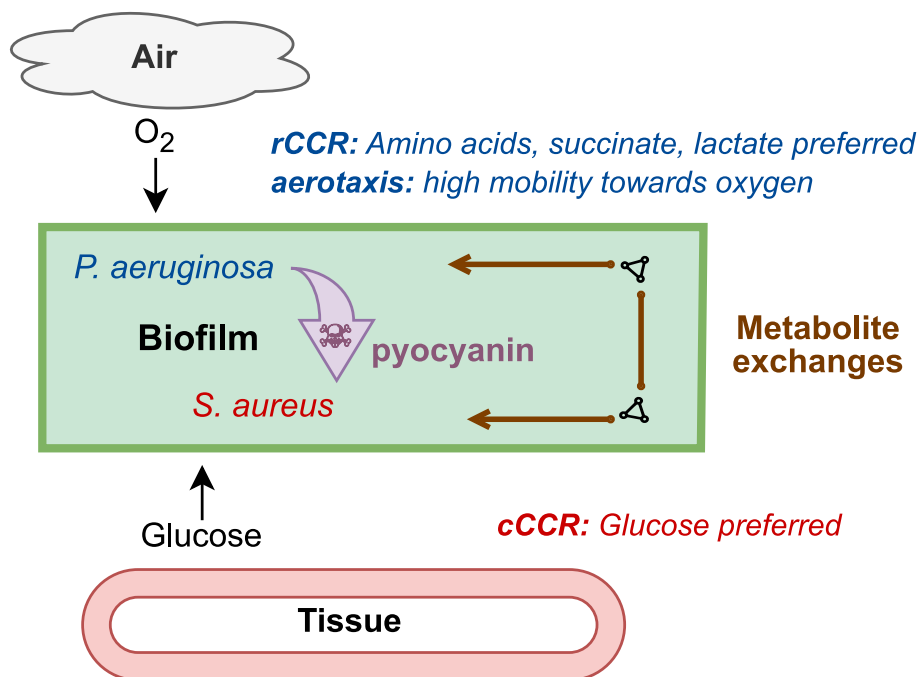 Air
O₂
rCCR: Amino acids, succinate, lactate preferred
aerotaxis: high mobility towards oxygen
P. aeruginosa
Biofilm
pyocyanin
S. aureus
Metabolite
exchanges
Glucose
cCCR: Glucose preferred
Tissue